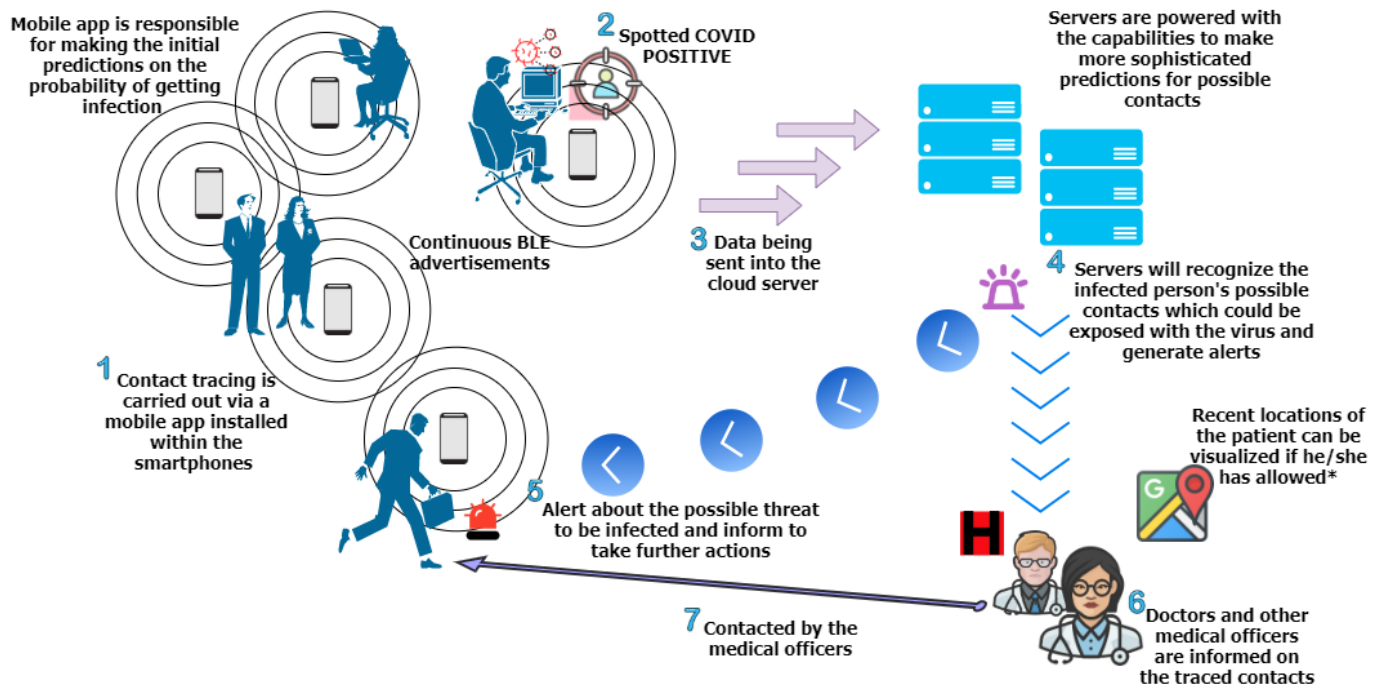 Mobile app is responsible
for making the initial
predictions on the
probability of getting
infection
2 Spotted COVID
POSITIVE
Servers are powered with
the capabilities to make
more sophisticated
predictions for possible
contacts
Continuous BLE
advertisements
3 Data being
sent into the
cloud server
4 Servers will recognize the
infected person's possible
contacts which could be
exposed with the virus and
generate alerts
1 Contact tracing is
carried out via a
mobile app installed
within the
smartphones
Recent locations of
the patient can be
visualized if he/she
has allowed*
G
5 Alert about the possible threat
to be infected and inform to
take further actions
H
7 Contacted by the
medical officers
6 Doctors and other
medical officers
are informed on
the traced contacts